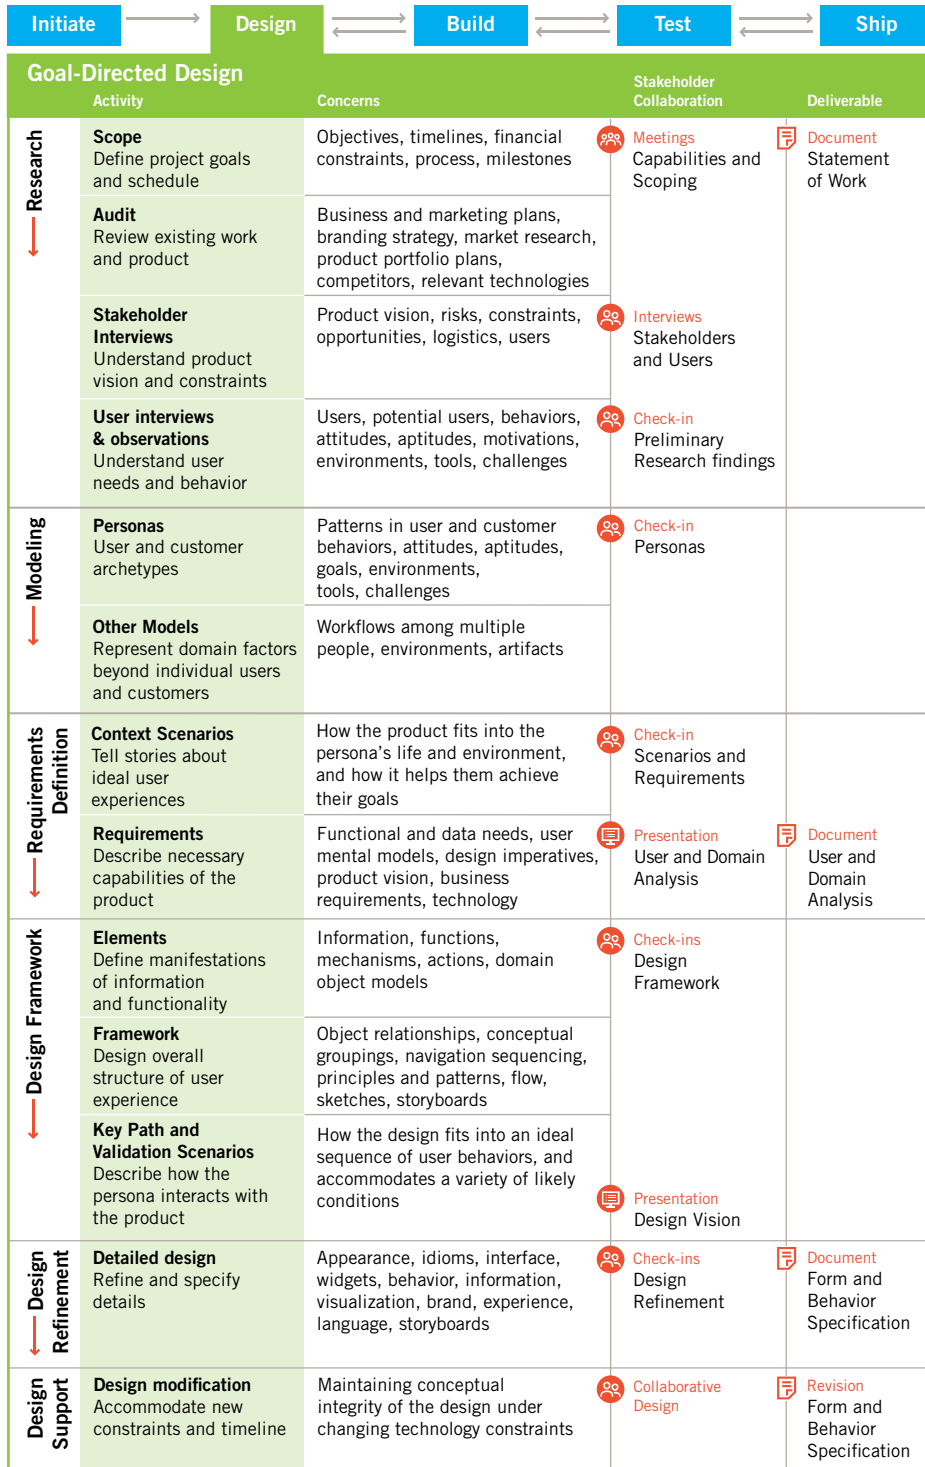 Initiate
Design
Build
Test
Ship
Goal-Directed Design
Activity
Concerns
Stakeholder
Collaboration
Deliverable
Research
Scope
Define project goals
and schedule
Objectives, timelines, financial
constraints, process, milestones
Meetings
Capabilities and
Scoping
Document
Statement
of Work
Audit
Review existing work
and product
Business and marketing plans,
branding strategy, market research,
product portfolio plans,
competitors, relevant technologies
Stakeholder
Interviews
Understand product
vision and constraints
Product vision, risks, constraints,
opportunities, logistics, users
Interviews
Stakeholders
and Users
User interviews
& observations
Understand user
needs and behavior
Users, potential users, behaviors,
attitudes, aptitudes, motivations,
environments, tools, challenges
Check-in
Preliminary
Research findings
Modeling
Personas
User and customer
archetypes
Patterns in user and customer
behaviors, attitudes, aptitudes,
goals, environments,
tools, challenges
Check-in
Personas
Other Models
Represent domain factors
beyond individual users
and customers
Workflows among multiple
people, environments, artifacts
Requirements
Definition
Context Scenarios
Tell stories about
ideal user
experiences
How the product fits into the
persona's life and environment,
and how it helps them achieve
their goals
Check-in
Scenarios and
Requirements
Requirements
Describe necessary
capabilities of the
product
Functional and data needs, user
mental models, design imperatives,
product vision, business
requirements, technology
Presentation
User and Domain
Analysis
Document
User and
Domain
Analysis
Design Framework
Elements
Define manifestations
of information
and functionality
Information, functions,
mechanisms, actions, domain
object models
Check-ins
Design
Framework
Framework
Design overall
structure of user
experience
Object relationships, conceptual
groupings, navigation sequencing,
principles and patterns, flow,
sketches, storyboards
Key Path and
Validation Scenarios
Describe how the
persona interacts with
the product
How the design fits into an ideal
sequence of user behaviors, and
accommodates a variety of likely
conditions
Presentation
Design Vision
Design
Refinement
Detailed design
Refine and specify
details
Appearance, idioms, interface,
widgets, behavior, information,
visualization, brand, experience,
language, storyboards
Check-ins
Design
Refinement
Document
Form and
Behavior
Specification
Design
Support
Design modification
Accommodate new
constraints and timeline
Maintaining conceptual
integrity of the design under
changing technology constraints
Collaborative
Design
Revision
Form and
Behavior
Specification